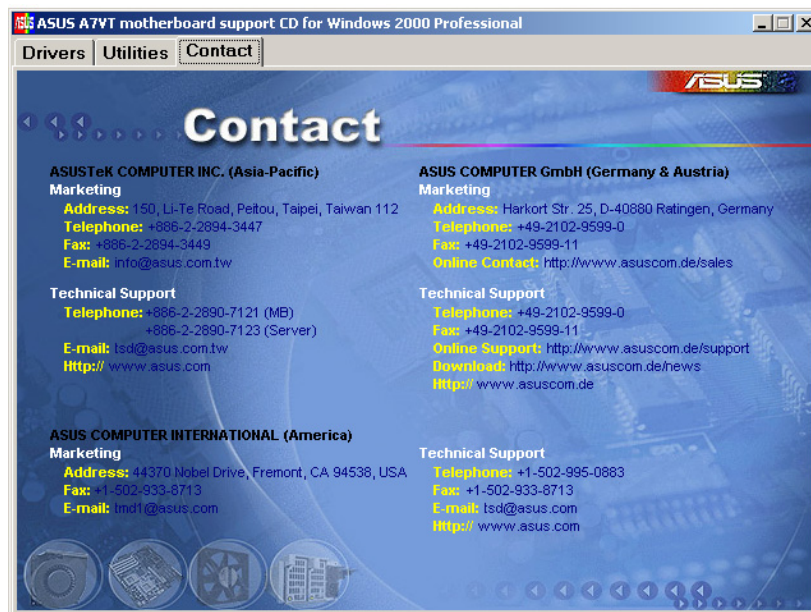 ASUS A7VT motherboard support CD for Windows 2000 Professional
Drivers Utilities Contact
ASUS
Contact
ASUSTeK COMPUTER INC. (Asia-Pacific)
Marketing
Address: 150, Li-Te Road, Peitou, Taipei, Taiwan 112
Telephone: +886-2-2894-3447
Fax: +886-2-2894-3449
E-mail: info@asus.com.tw
Technical Support
Telephone: +886-2-2890-7121 (MB)
+886-2-2890-7123 (Server)
E-mail: tsd@asus.com.tw
Http:// www.asus.com
ASUS COMPUTER GmbH (Germany & Austria)
Marketing
Address: Harkort Str. 25, D-40880 Ratingen, Germany
Telephone: +49-2102-9599-0
Fax: +49-2102-9599-11
Online Contact: http://www.asuscom.de/sales
Technical Support
Telephone: +49-2102-9599-0
Fax: +49-2102-9599-11
Online Support: http://www.asuscom.de/support
Download: http://www.asuscom.de/news
Http:// www.asuscom.de
ASUS COMPUTER INTERNATIONAL (America)
Marketing
Address: 44370 Nobel Drive, Fremont, CA 94538, USA
Fax: +1-502-933-8713
E-mail: tmd1@asus.com
Technical Support
Telephone: +1-502-995-0883
Fax: +1-502-933-8713
E-mail: tsd@asus.com
Http:// www.asus.com